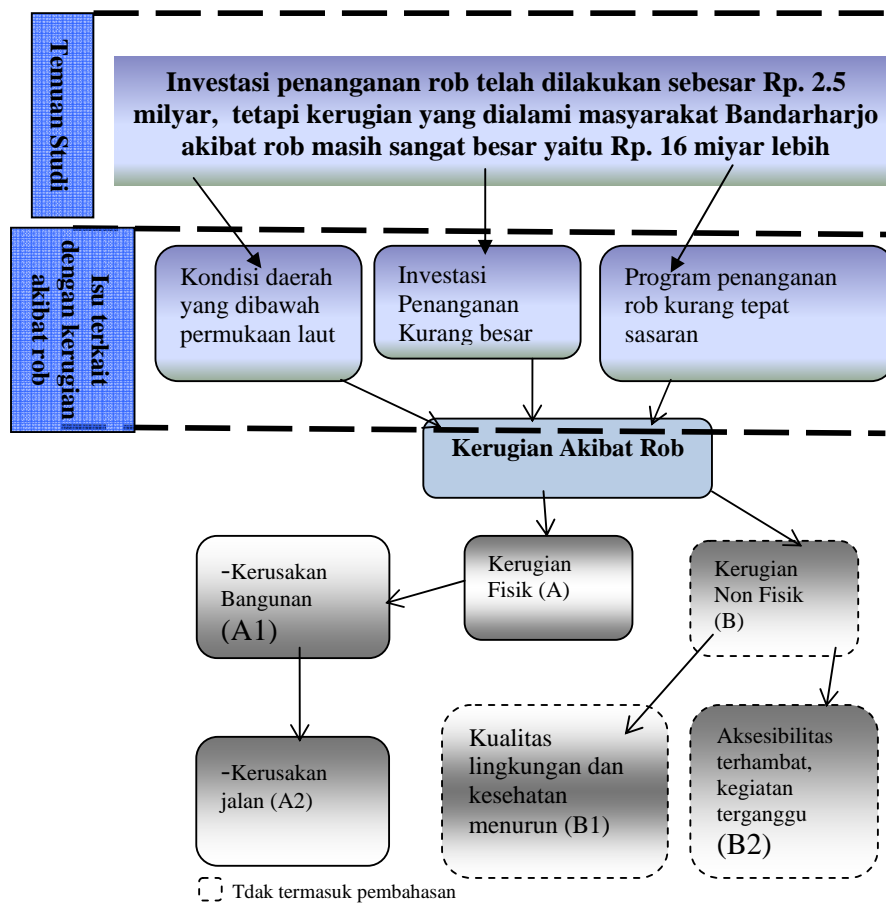 Temuan Studi
Investasi penanganan rob telah dilakukan sebesar Rp. 2.5
milyar, tetapi kerugian yang dialami masyarakat Bandarharjo
akibat rob masih sangat besar yaitu Rp. 16 miyar lebih
Isu terkait
dengan kerugian
akibat rob
Kondisi daerah
yang dibawah
permukaan laut
Investasi
Penanganan
Kurang besar
Program penanganan
rob kurang tepat
sasaran
Kerugian Akibat Rob
-Kerusakan
Bangunan
(A1)
Kerugian
Fisik (A)
Kerugian
Non Fisik
(B)
-Kerusakan
jalan (A2)
Kualitas
lingkungan dan
kesehatan
menurun (B1)
Aksesibilitas
terhambat,
kegiatan
terganggu
(B2)
Tdak termasuk pembahasan